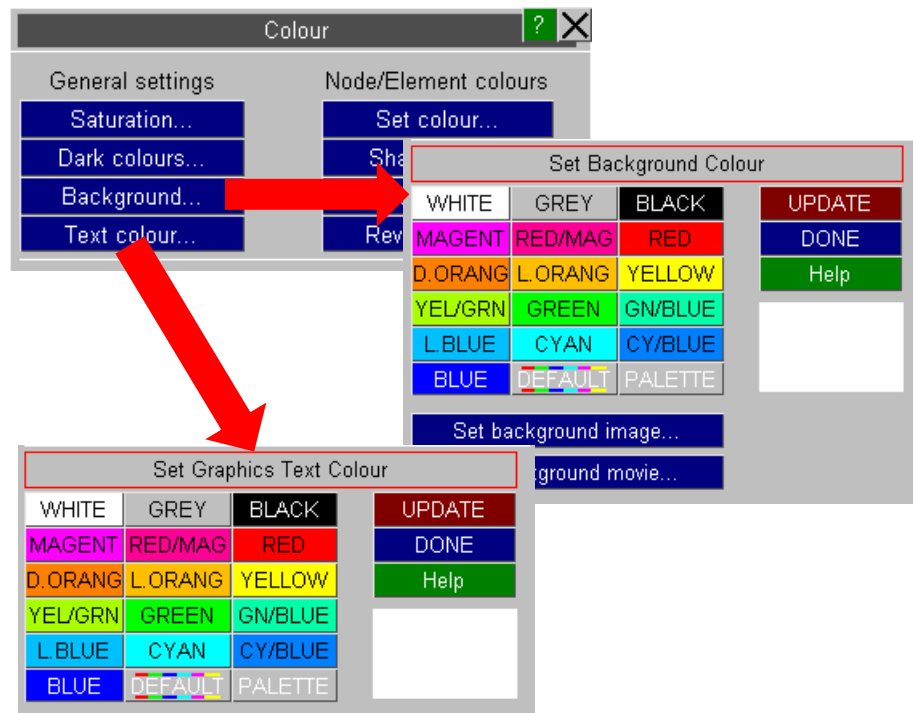 Colour ?
General settings Node/Element colours
Saturation... Set colour...
Dark colours...
Background...
Text colour...
Set Background Colour
WHITE GREY BLACK UPDATE
MAGENT RED/MAG RED DONE
D.ORANG L.ORANG YELLOW Help
YEL/GRN GREEN GN/BLUE
L.BLUE CYAN CY/BLUE
BLUE DEFAULT PALETTE
Set background image...
movie...
Set Graphics Text Colour
WHITE GREY BLACK UPDATE
MAGENT RED/MAG RED DONE
D.ORANG L.ORANG YELLOW Help
YEL/GRN GREEN GN/BLUE
L.BLUE CYAN CY/BLUE
BLUE DEFAULT PALETTE